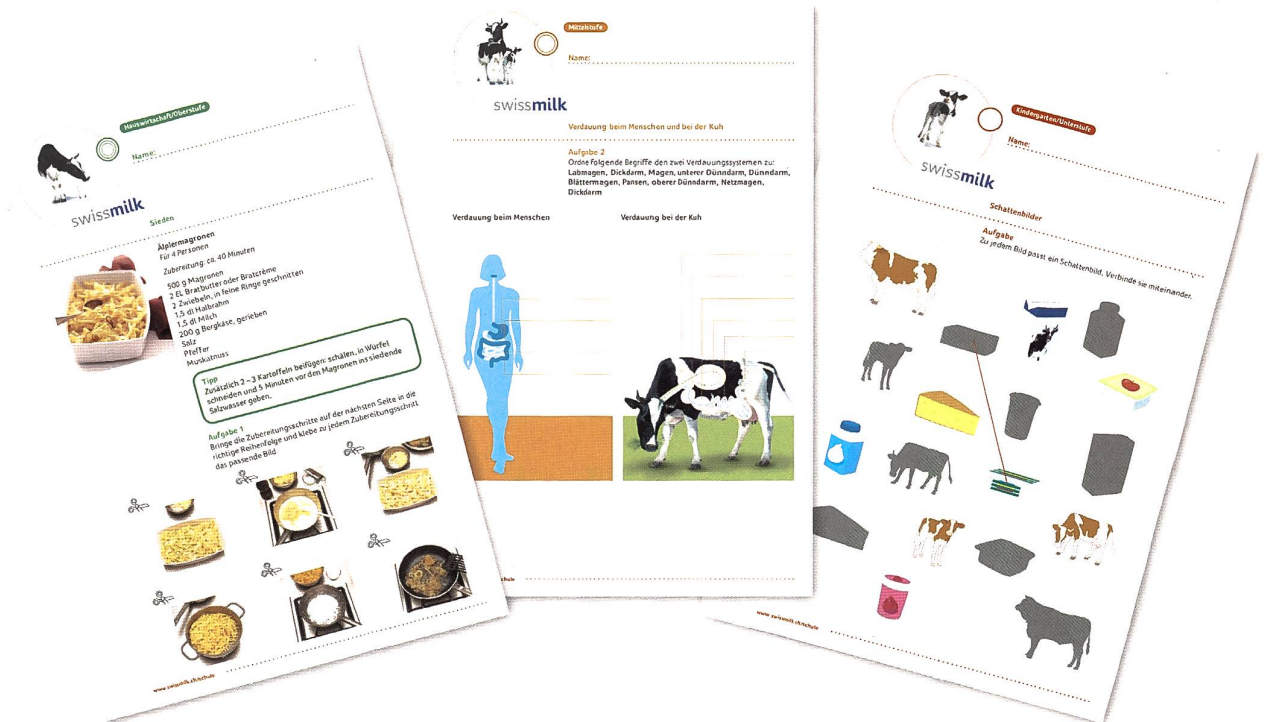 Hauswirtschaft/Oberstufe
Name:
swissmilk
Sieden
Älplermagronen
Für 4 Personen
Zubereitung: ca. 40 Minuten
500 g Magronen
2 EL Bratbutter oder Bratcrème
2 Zwiebeln, in feine Ringe geschnitten
1,5 dl Halbrahm
1,5 dl Milch
200 g Bergkäse, gerieben
Salz
Pfeffer
Muskatnuss
Tipp
Zusätzlich 2 – 3 Kartoffeln beifügen: schälen, in Würfel
schneiden und 5 Minuten vor den Magronen ins siedende
Salzwasser geben.
Aufgabe 1
Bringe die Zubereitungsschritte auf der nächsten Seite in die
richtige Reihenfolge und klebe zu jedem Zubereitungsschritt
das passende Bild
www.swissmilk.ch/schule
Mittelstufe
Name:
swissmilk
Verdauung beim Menschen und bei der Kuh
Aufgabe 2
Ordne folgende Begriffe den zwei Verdauungssystemen zu:
Labmagen, Dickdarm, Magen, unterer Dünndarm, Dünndarm,
Blättermagen, Pansen, oberer Dünndarm, Netzmagen,
Dickdarm
Verdauung beim Menschen
Verdauung bei der Kuh
hule
Kindergarten/Unterstufe
Name:
swissmilk
Schattenbilder
Aufgabe
Zu jedem Bild passt ein Schattenbild. Verbinde sie miteinander.
www.swissmilk.ch/schule